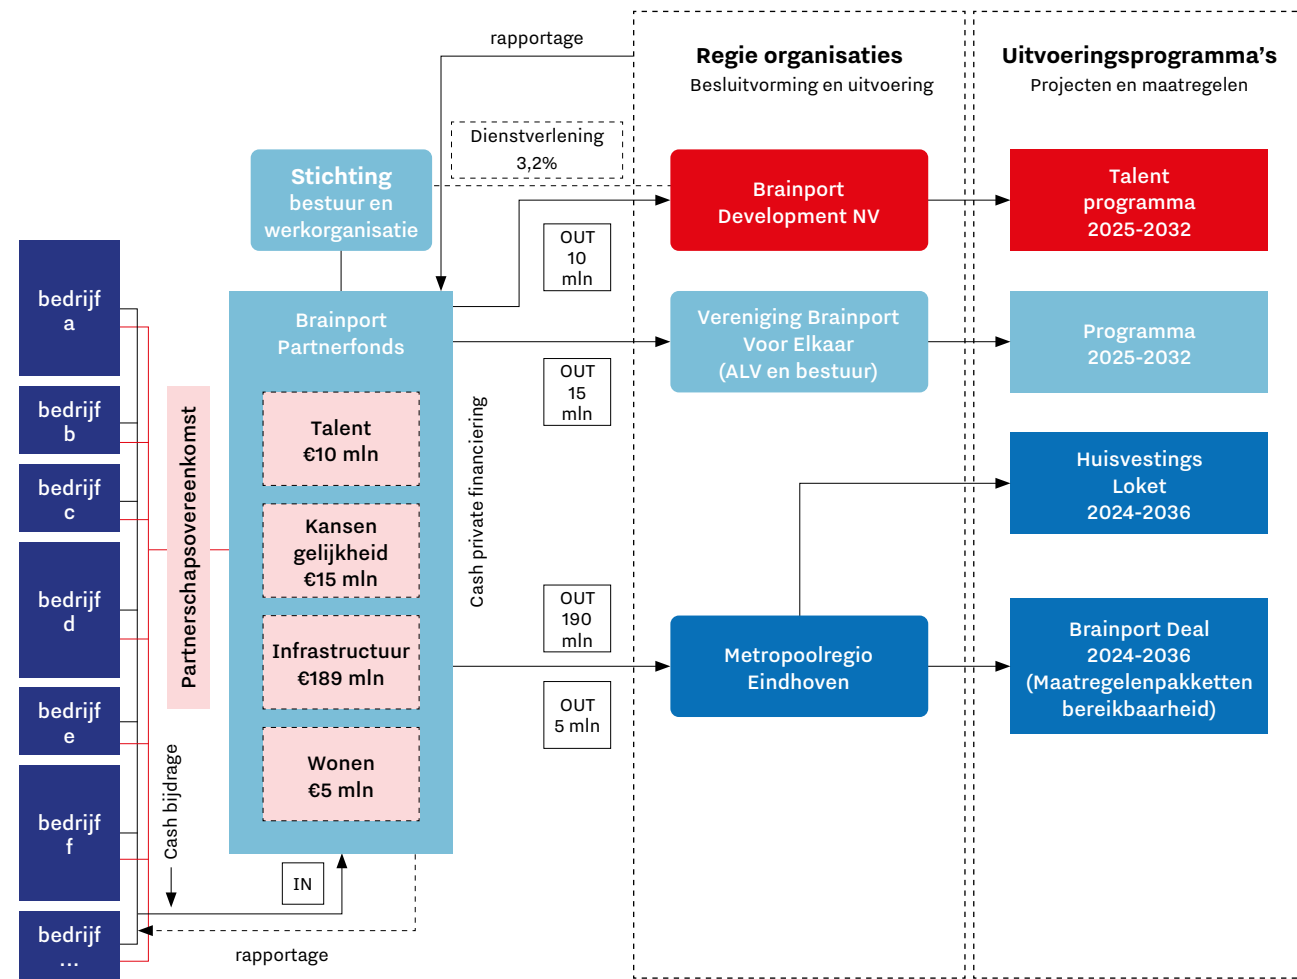 rapportage
Regie organisaties
Besluitvorming en uitvoering
Uitvoeringsprogramma's
Projecten en maatregelen
Dienstverlening
3,2%
Stichting
bestuur en
werkorganisatie
Brainport
Development NV
Talent
programma
2025-2032
OUT
10
mln
bedrijf
a
bedrijf
b
bedrijf
c
bedrijf
d
bedrijf
e
bedrijf
f
bedrijf
...
Partnerschapsovereenkomst
Cash bijdrage
Brainport
Partnerfonds
Talent
€10 mln
Kansen
gelijkheid
€15 mln
Infrastructuur
€189 mln
Wonen
€5 mln
IN
rapportage
Cash private financiering
Vereniging Brainport
Voor Elkaar
(ALV en bestuur)
Programma
2025-2032
OUT
15
mln
Huisvestings
Loket
2024-2036
OUT
190
mln
OUT
5 mln
Metropoolregio
Eindhoven
Brainport Deal
2024-2036
(Maatregelenpakketten
bereikbaarheid)